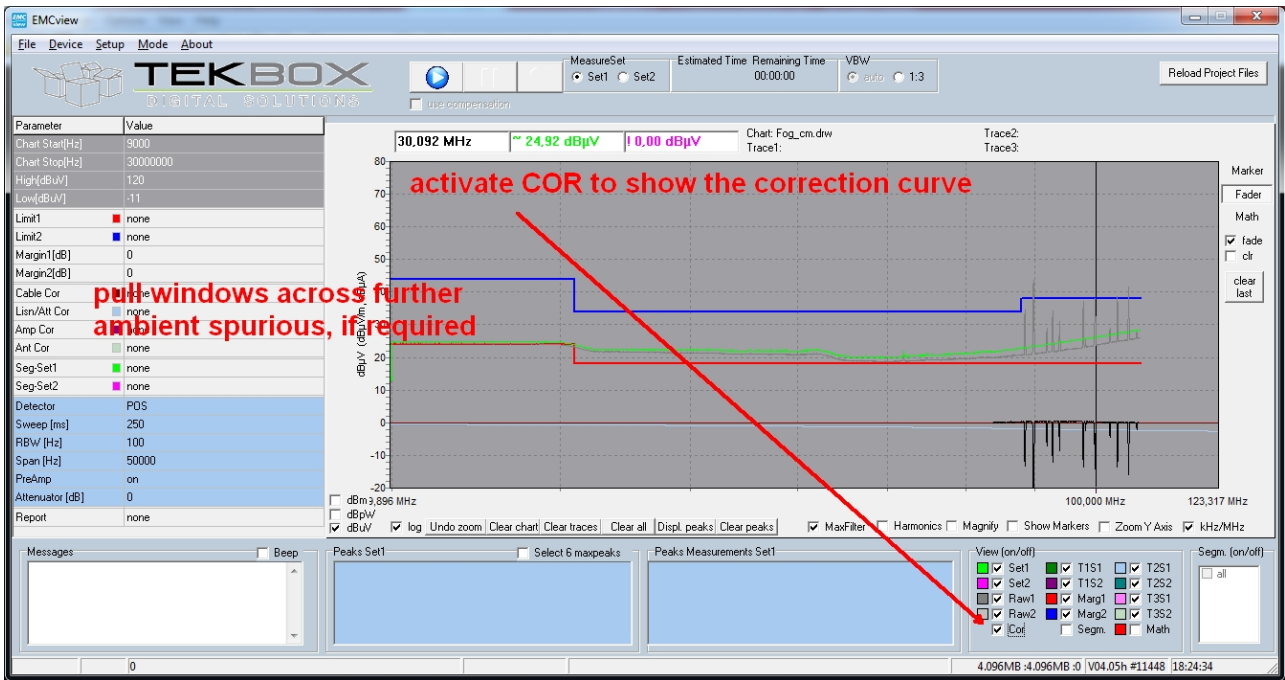 EMCview
File Device Setup Mode About
TEKBOX
DIGITAL SOLUTIONS
MeasureSet
Set1 Set2
Estimated Time Remaining Time
00:00:00
VBW
auto 1:3
Reload Project Files
use compensation
Parameter Value
Chart Start[Hz] 9000
Chart Stop[Hz] 30000000
High[dBuV] 120
Low[dBuV] -11
Limit1 none
Limit2 none
Margin1[dB] 0
Margin2[dB] 0
Cable Cor none
Lisn/Att Cor none
Amp Cor
Ant Cor none
Seg-Set1 none
Seg-Set2 none
Detector POS
Sweep [ms] 250
RBW [Hz] 100
Span [Hz] 50000
PreAmp on
Attenuator [dB] 0
Report none
pull windows across further
ambient spurious, if required
30,092 MHz ~ 24,92 dBµV ! 0,00 dBµV
Chart: Fog_cm.drw
Trace1:
Trace2:
Trace3:
activate COR to show the correction curve
80
70
60
50
20
10
0
-10
-20
dBµV (dBµV/m, dBµA)
9,896 MHz 100,000 MHz 123,317 MHz
Marker
Fader
Math
fade
clr
clear
last
dBm
dBpW
dBuV
log Undo zoom Clear chart Clear traces Clear all Displ. peaks Clear peaks MaxFilter Harmonics Magnify Show Markers Zoom Y Axis kHz/MHz
Messages Beep
Peaks Set1 Select 6 maxpeaks
Peaks Measurements Set1
View (on/off)
Set1 T1S1 T2S1
Set2 T1S2 T2S2
Raw1 Marg1 T3S1
Raw2 Marg2 T3S2
Cor Segm. Math
Segm. (on/off)
all
0
4.096MB :4.096MB :0 V04.05h #11448 18:24:34